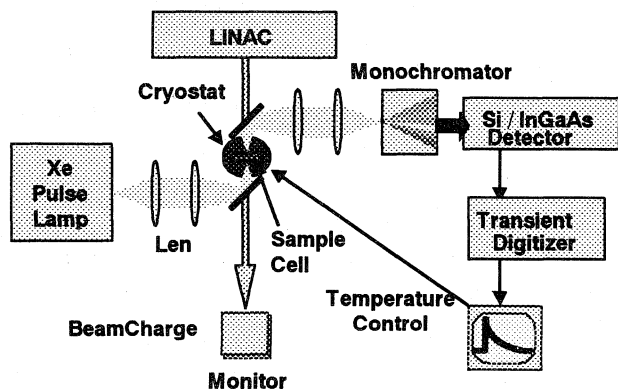 LINAC
Monochromator
Cryostat
Si / InGaAs
Detector
Xe
Pulse
Lamp
Transient
Digitizer
Len
Sample
Cell
Temperature
Control
BeamCharge
Monitor